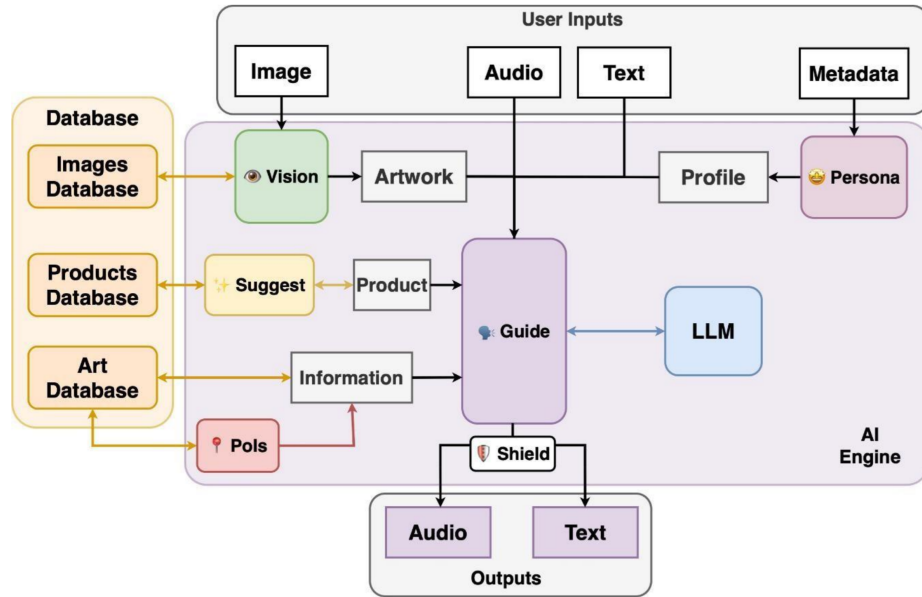 User Inputs
Image
Audio
Text
Metadata
Database
Images
Database
Vision
Artwork
Profile
Persona
Products
Database
Suggest
Product
Guide
LLM
Art
Database
Information
PoIs
Shield
AI
Engine
Audio
Text
Outputs